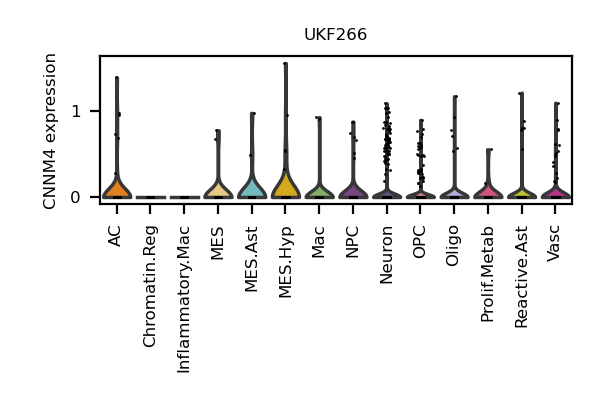 UKF266
CNNM4 expression
1
0
AC
Chromatin.Reg
Inflammatory.Mac
MES
MES.Ast
MES.Hyp
Mac
NPC
Neuron
OPC
Oligo
Prolif.Metab
Reactive.Ast
Vasc